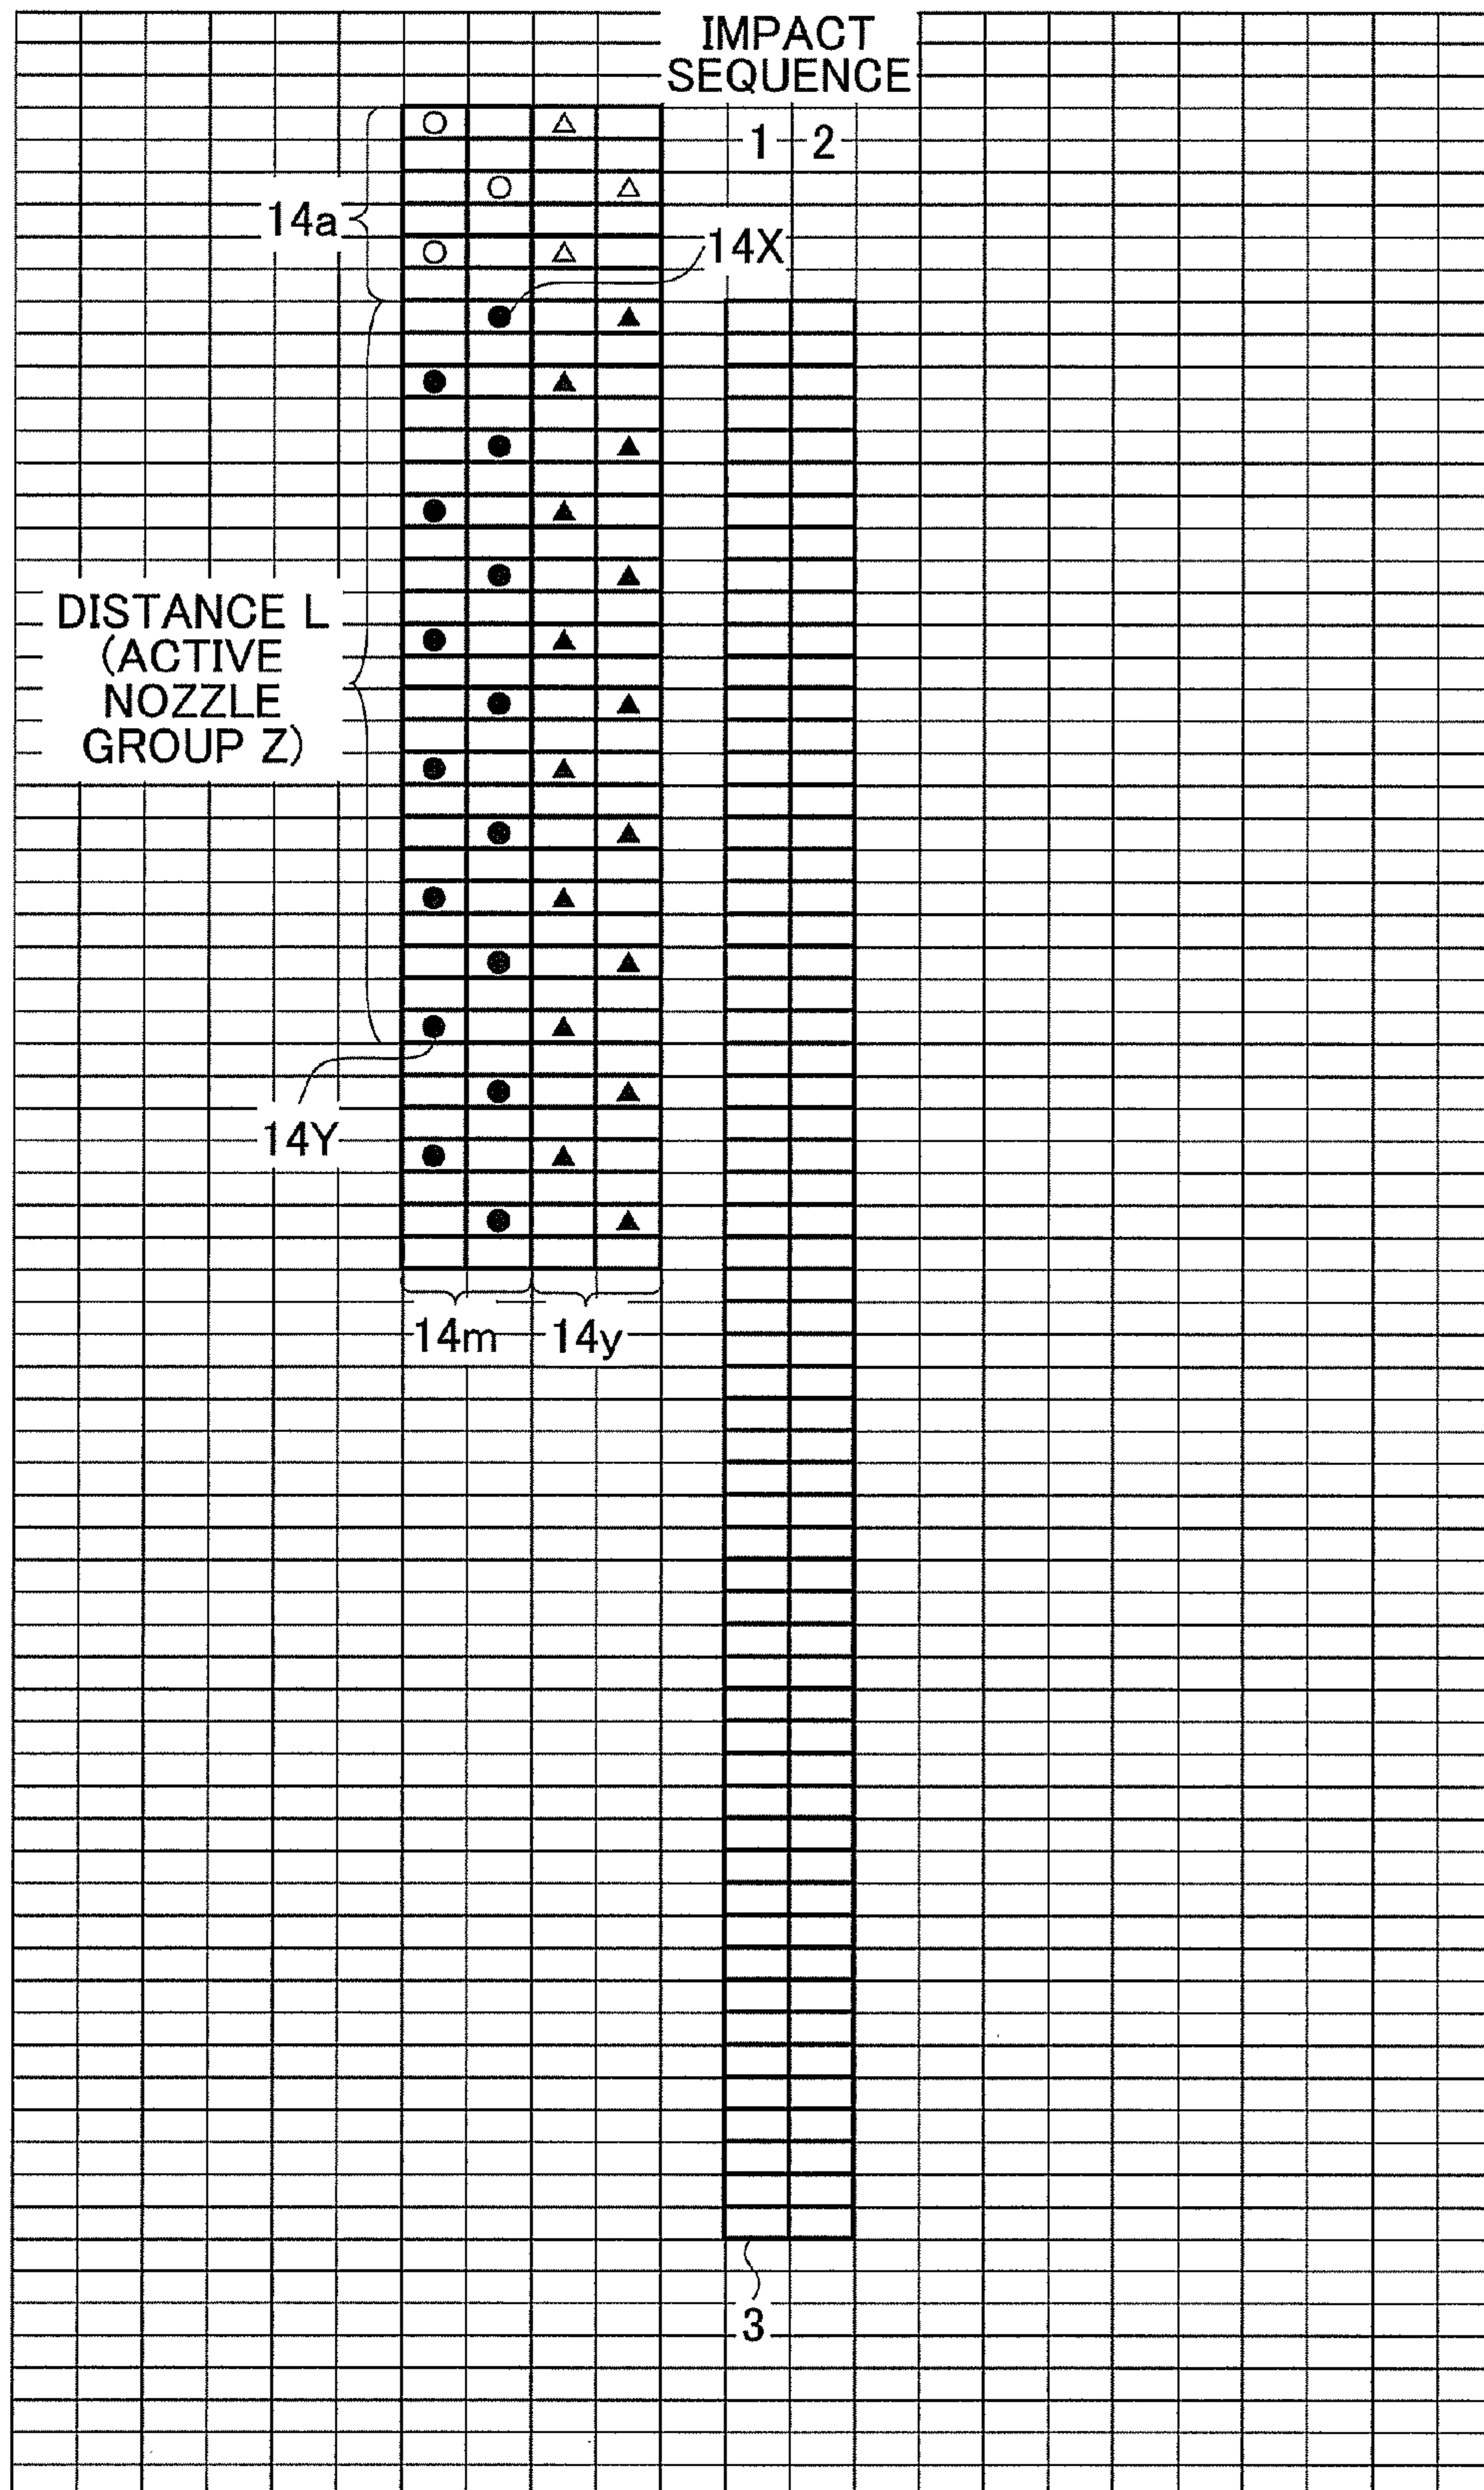 IMPACT
SEQUENCE
1 2
14a
14X
DISTANCE L
(ACTIVE
NOZZLE
GROUP Z)
14Y
14m 14y
3